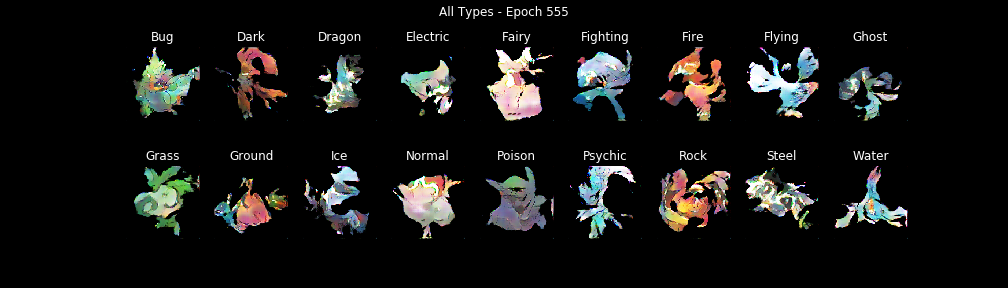 All Types - Epoch 555
Bug Dark Dragon Electric Fairy Fighting Fire Flying Ghost
Grass Ground Ice Normal Poison Psychic Rock Steel Water